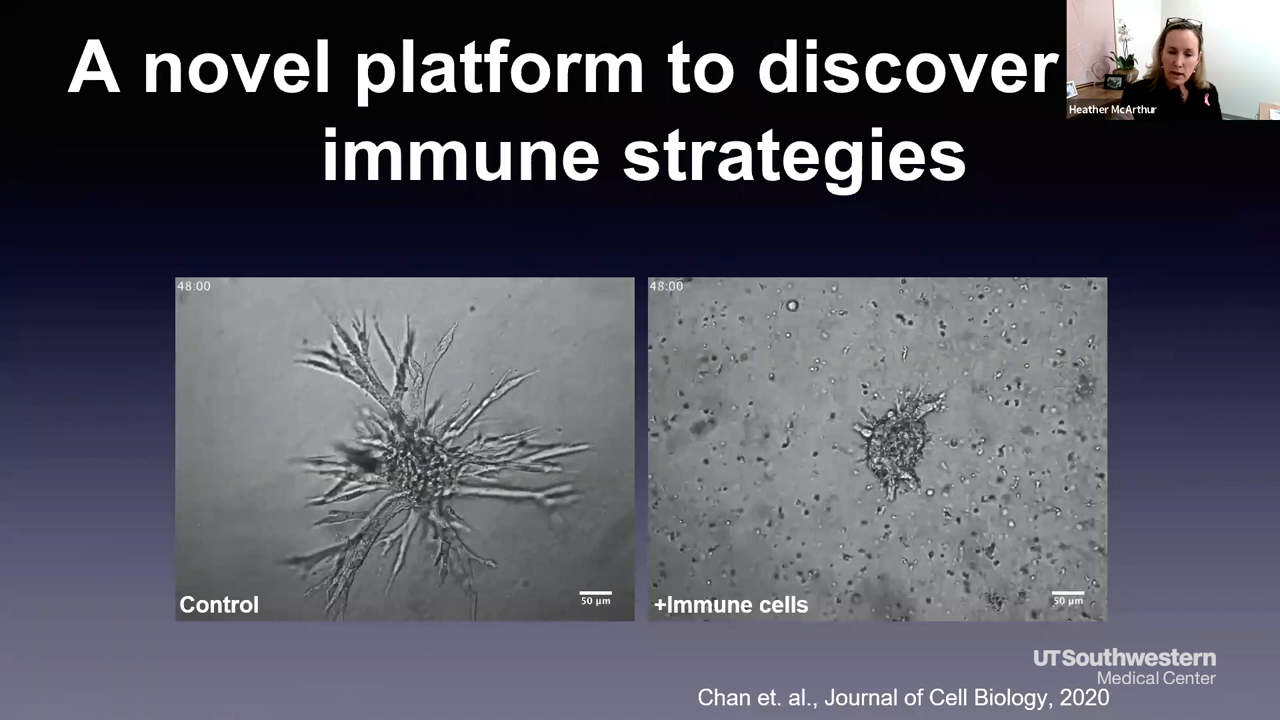 A novel platform to discover
immune strategies
Heather McArthur
48:00
48:00
Control
50 µm
+Immune cells
50 µm
UTSouthwestern
Medical Center
Chan et. al., Journal of Cell Biology, 2020